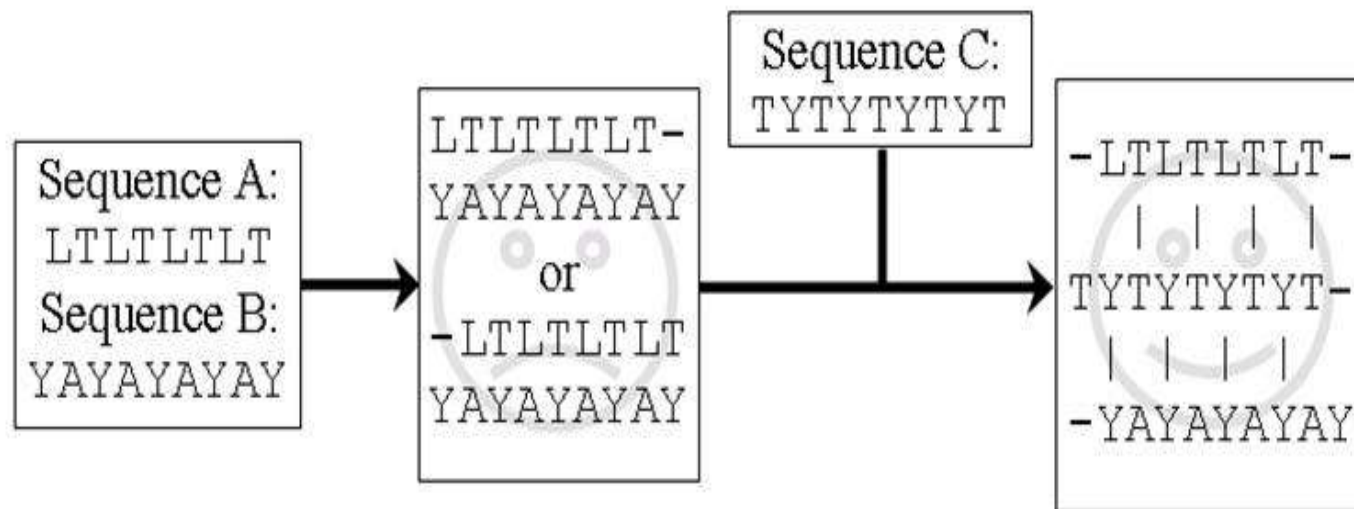 Sequence A:
LTLTLTLT
Sequence B:
YAYAYAYAY
LTLTLTLT-
YAYAYAYAY
or
-LTLTLTLT
YAYAYAYAY
Sequence C:
TYTYTYTYT
-LTLTLTLT-
| | | |
TYTYTYTYT-
| | | |
-YAYAYAYAY